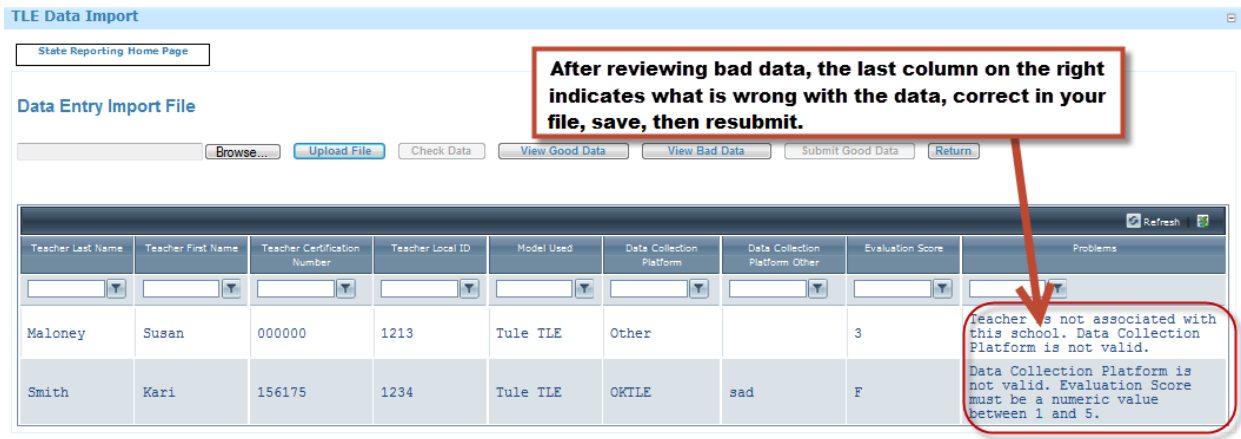 TLE Data Import
State Reporting Home Page
After reviewing bad data, the last column on the right
indicates what is wrong with the data, correct in your
file, save, then resubmit.
Data Entry Import File
Browse... Upload File Check Data View Good Data View Bad Data Submit Good Data Return
Refresh
Teacher Last Name Teacher First Name Teacher Certification Number Teacher Local ID Model Used Data Collection Platform Data Collection Platform Other Evaluation Score Problems
Maloney Susan 000000 1213 Tule TLE Other 3
Teacher is not associated with
this school. Data Collection
Platform is not valid.
Smith Kari 156175 1234 Tule TLE OKTLE sad F
Data Collection Platform is
not valid. Evaluation Score
must be a numeric value
between 1 and 5.